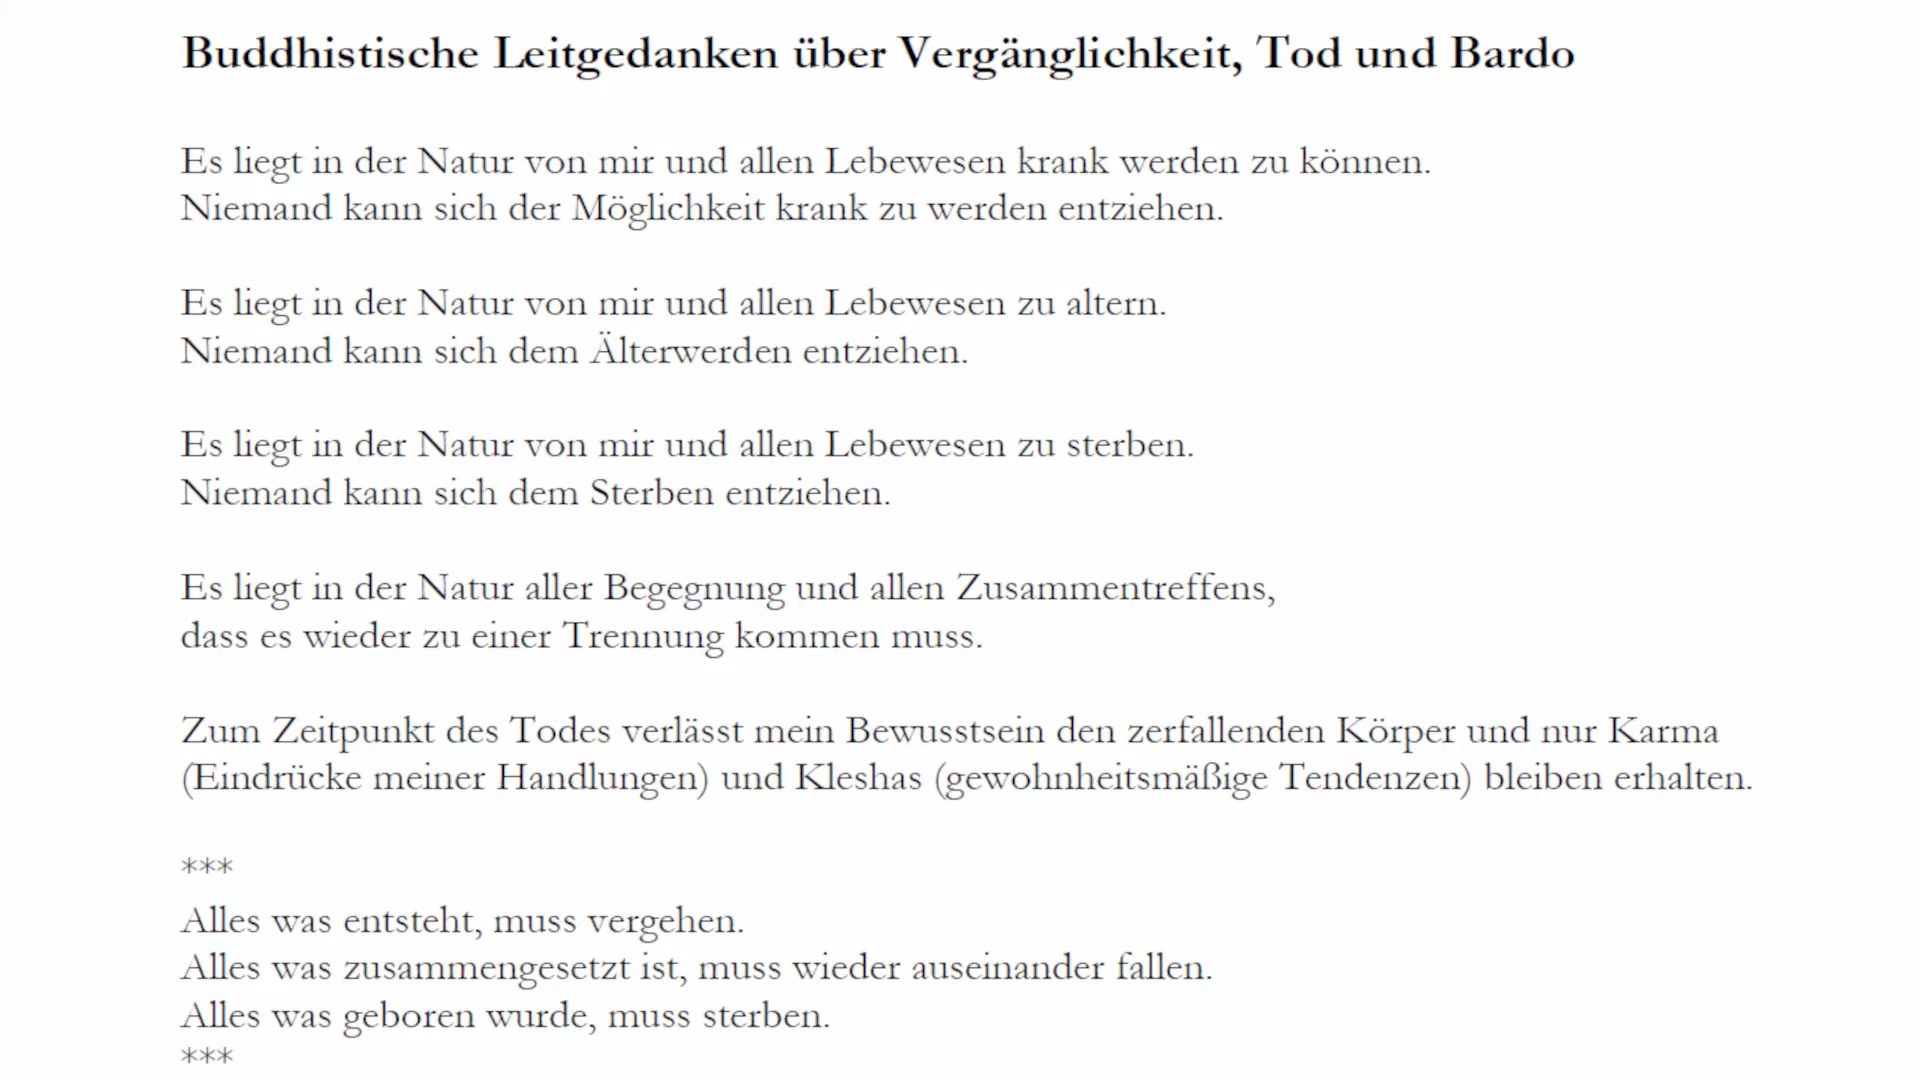 Buddhistische Leitgedanken über Vergänglichkeit, Tod und Bardo
Es liegt in der Natur von mir und allen Lebewesen krank werden zu können.
Niemand kann sich der Möglichkeit krank zu werden entziehen.
Es liegt in der Natur von mir und allen Lebewesen zu altern.
Niemand kann sich dem Älterwerden entziehen.
Es liegt in der Natur von mir und allen Lebewesen zu sterben.
Niemand kann sich dem Sterben entziehen.
Es liegt in der Natur aller Begegnung und allen Zusammentreffens,
dass es wieder zu einer Trennung kommen muss.
Zum Zeitpunkt des Todes verlässt mein Bewusstsein den zerfallenden Körper und nur Karma
(Eindrücke meiner Handlungen) und Kleshas (gewohnheitsmäßige Tendenzen) bleiben erhalten.
***
Alles was entsteht, muss vergehen.
Alles was zusammengesetzt ist, muss wieder auseinander fallen.
Alles was geboren wurde, muss sterben.
***